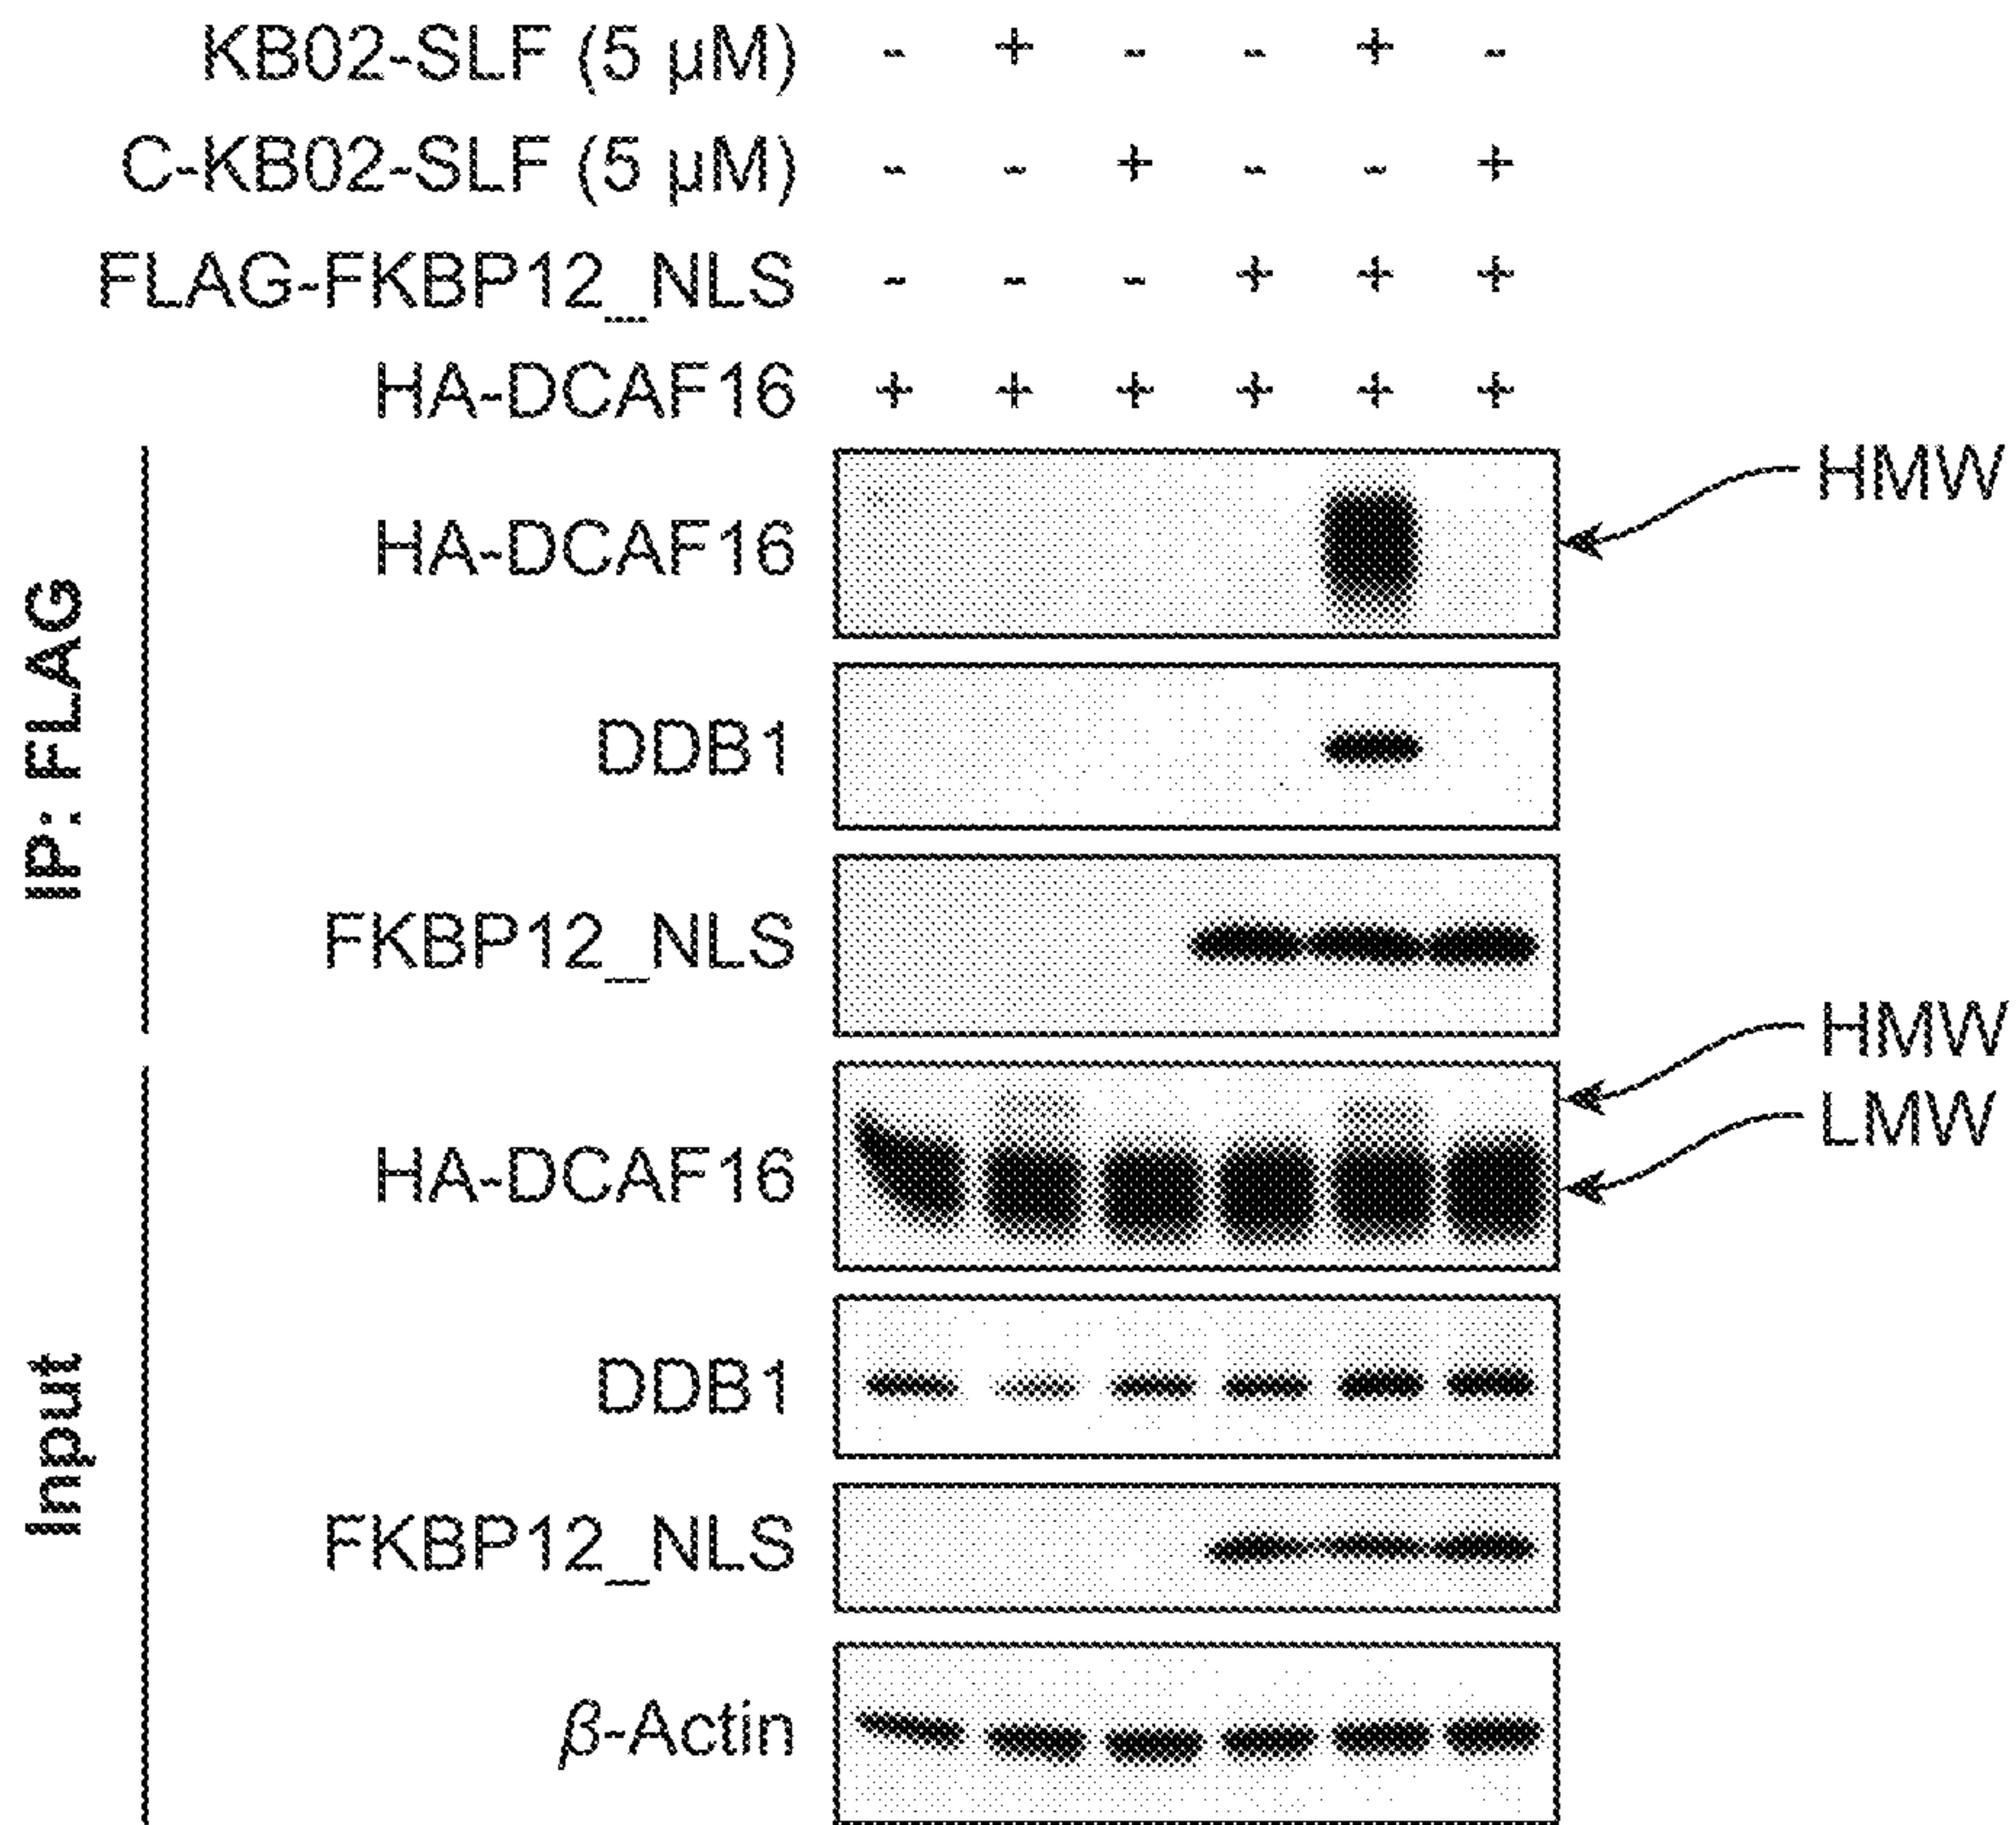 KB02-SLF (5 µM) - + - - + -
C-KB02-SLF (5 µM) - - + - - +
FLAG-FKBP12_NLS - - - + + +
HA-DCAF16 + + + + + +
IP: FLAG
HA-DCAF16
HMW
DDB1
FKBP12_NLS
Input
HA-DCAF16
HMW
LMW
DDB1
FKBP12_NLS
β-Actin